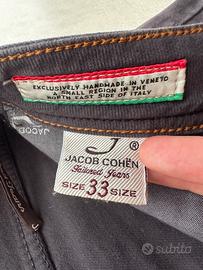 EXCLUSIVELY HANDMADE IN VENETO
A SMALL REGION IN THE
NORTH EAST SIDE OF ITALY
JACOB
J ®
JACOB COHËN
Tailored Jeans
SIZE 33 SIZE
subito